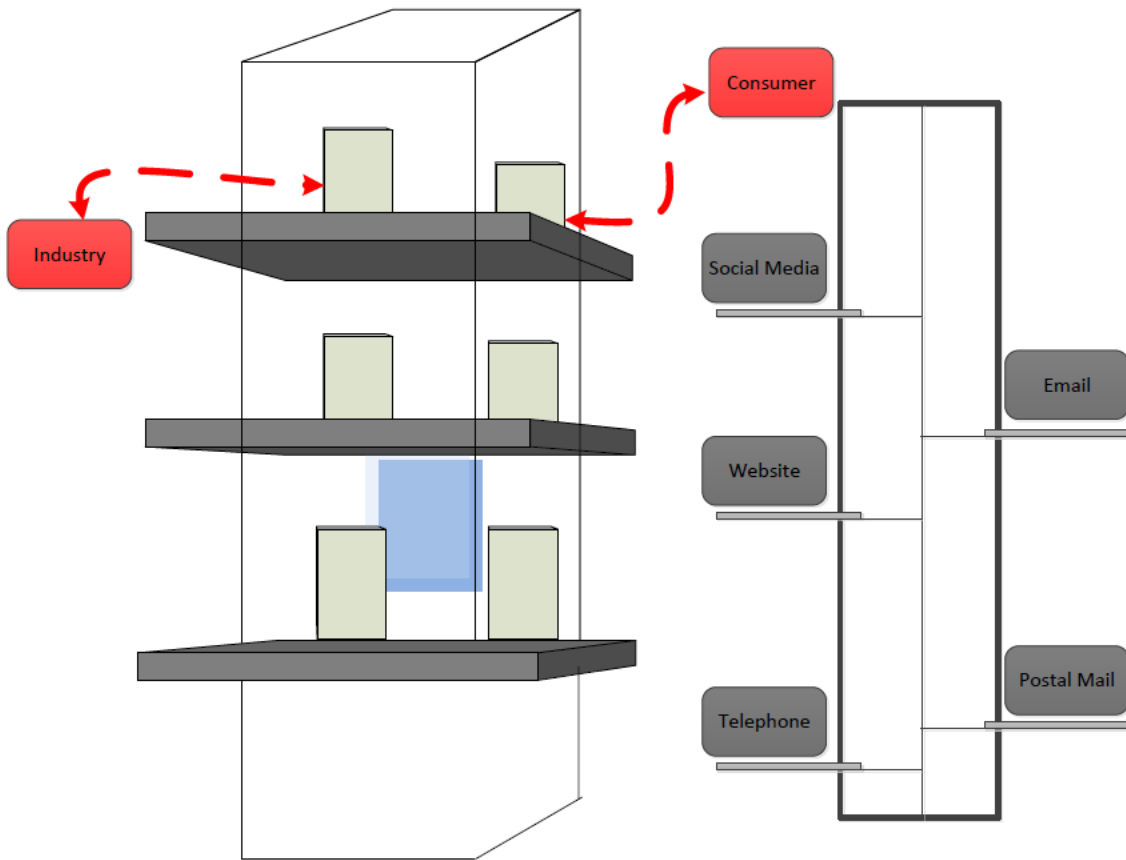 Consumer
Industry
Social Media
Email
Website
Postal Mail
Telephone